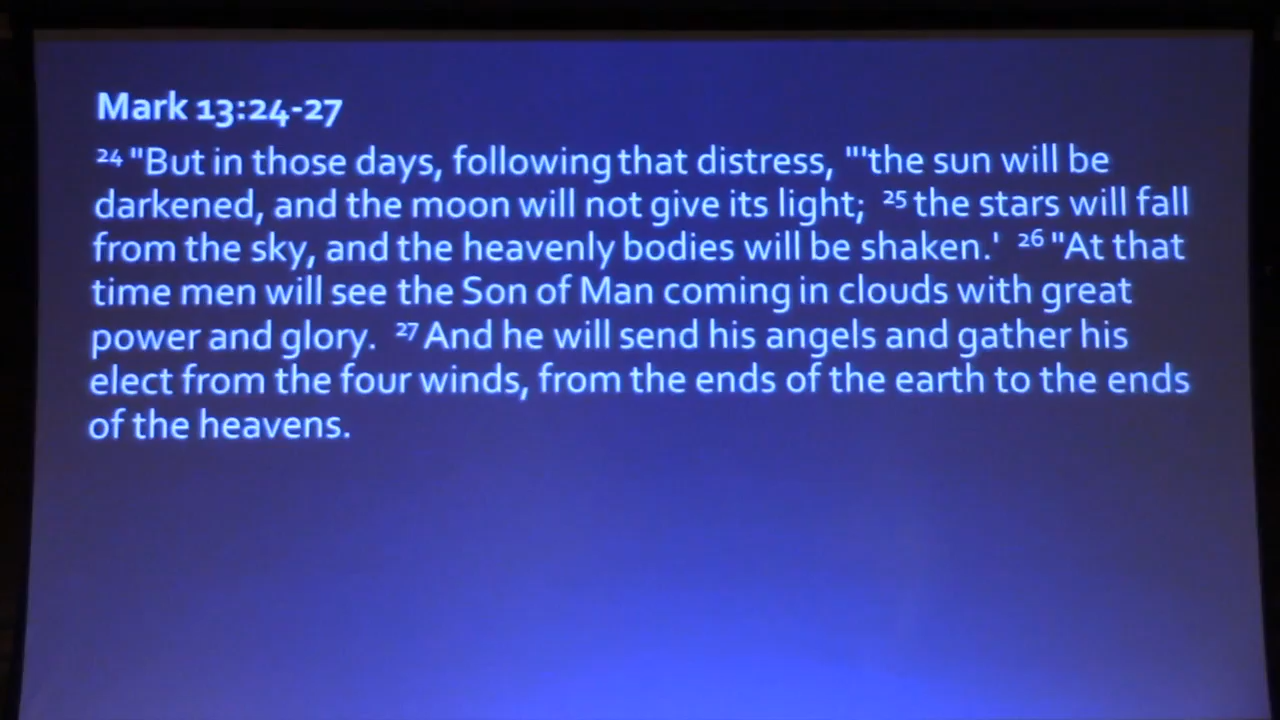 Mark 13:24-27
24 "But in those days, following that distress, "'the sun will be
darkened, and the moon will not give its light; 25 the stars will fall
from the sky, and the heavenly bodies will be shaken.' 26 "At that
time men will see the Son of Man coming in clouds with great
power and glory. 27 And he will send his angels and gather his
elect from the four winds, from the ends of the earth to the ends
of the heavens.